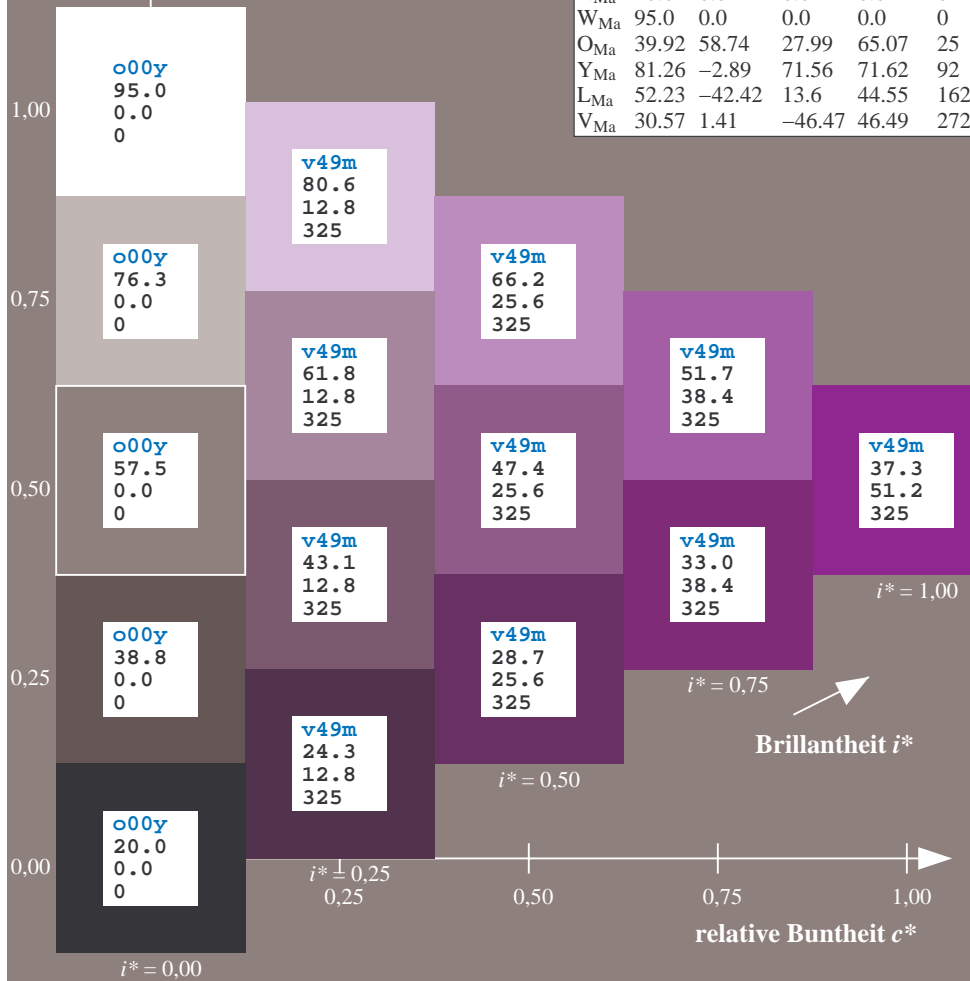 W_Ma 95.0 0.0 0.0 0.0 0
O_Ma 39.92 58.74 27.99 65.07 25
Y_Ma 81.26 −2.89 71.56 71.62 92
L_Ma 52.23 −42.42 13.6 44.55 162
V_Ma 30.57 1.41 −46.47 46.49 272
1,00
0,75
0,50
0,25
0,00
o00y
95.0
0.0
0
o00y
76.3
0.0
0
o00y
57.5
0.0
0
o00y
38.8
0.0
0
o00y
20.0
0.0
0
i* = 0,00
v49m
80.6
12.8
325
v49m
61.8
12.8
325
v49m
43.1
12.8
325
v49m
24.3
12.8
325
i* = 0,25
v49m
66.2
25.6
325
v49m
47.4
25.6
325
v49m
28.7
25.6
325
i* = 0,50
v49m
51.7
38.4
325
v49m
33.0
38.4
325
i* = 0,75
v49m
37.3
51.2
325
i* = 1,00
Brillantheit i*
0,25 0,50 0,75 1,00
relative Buntheit c*